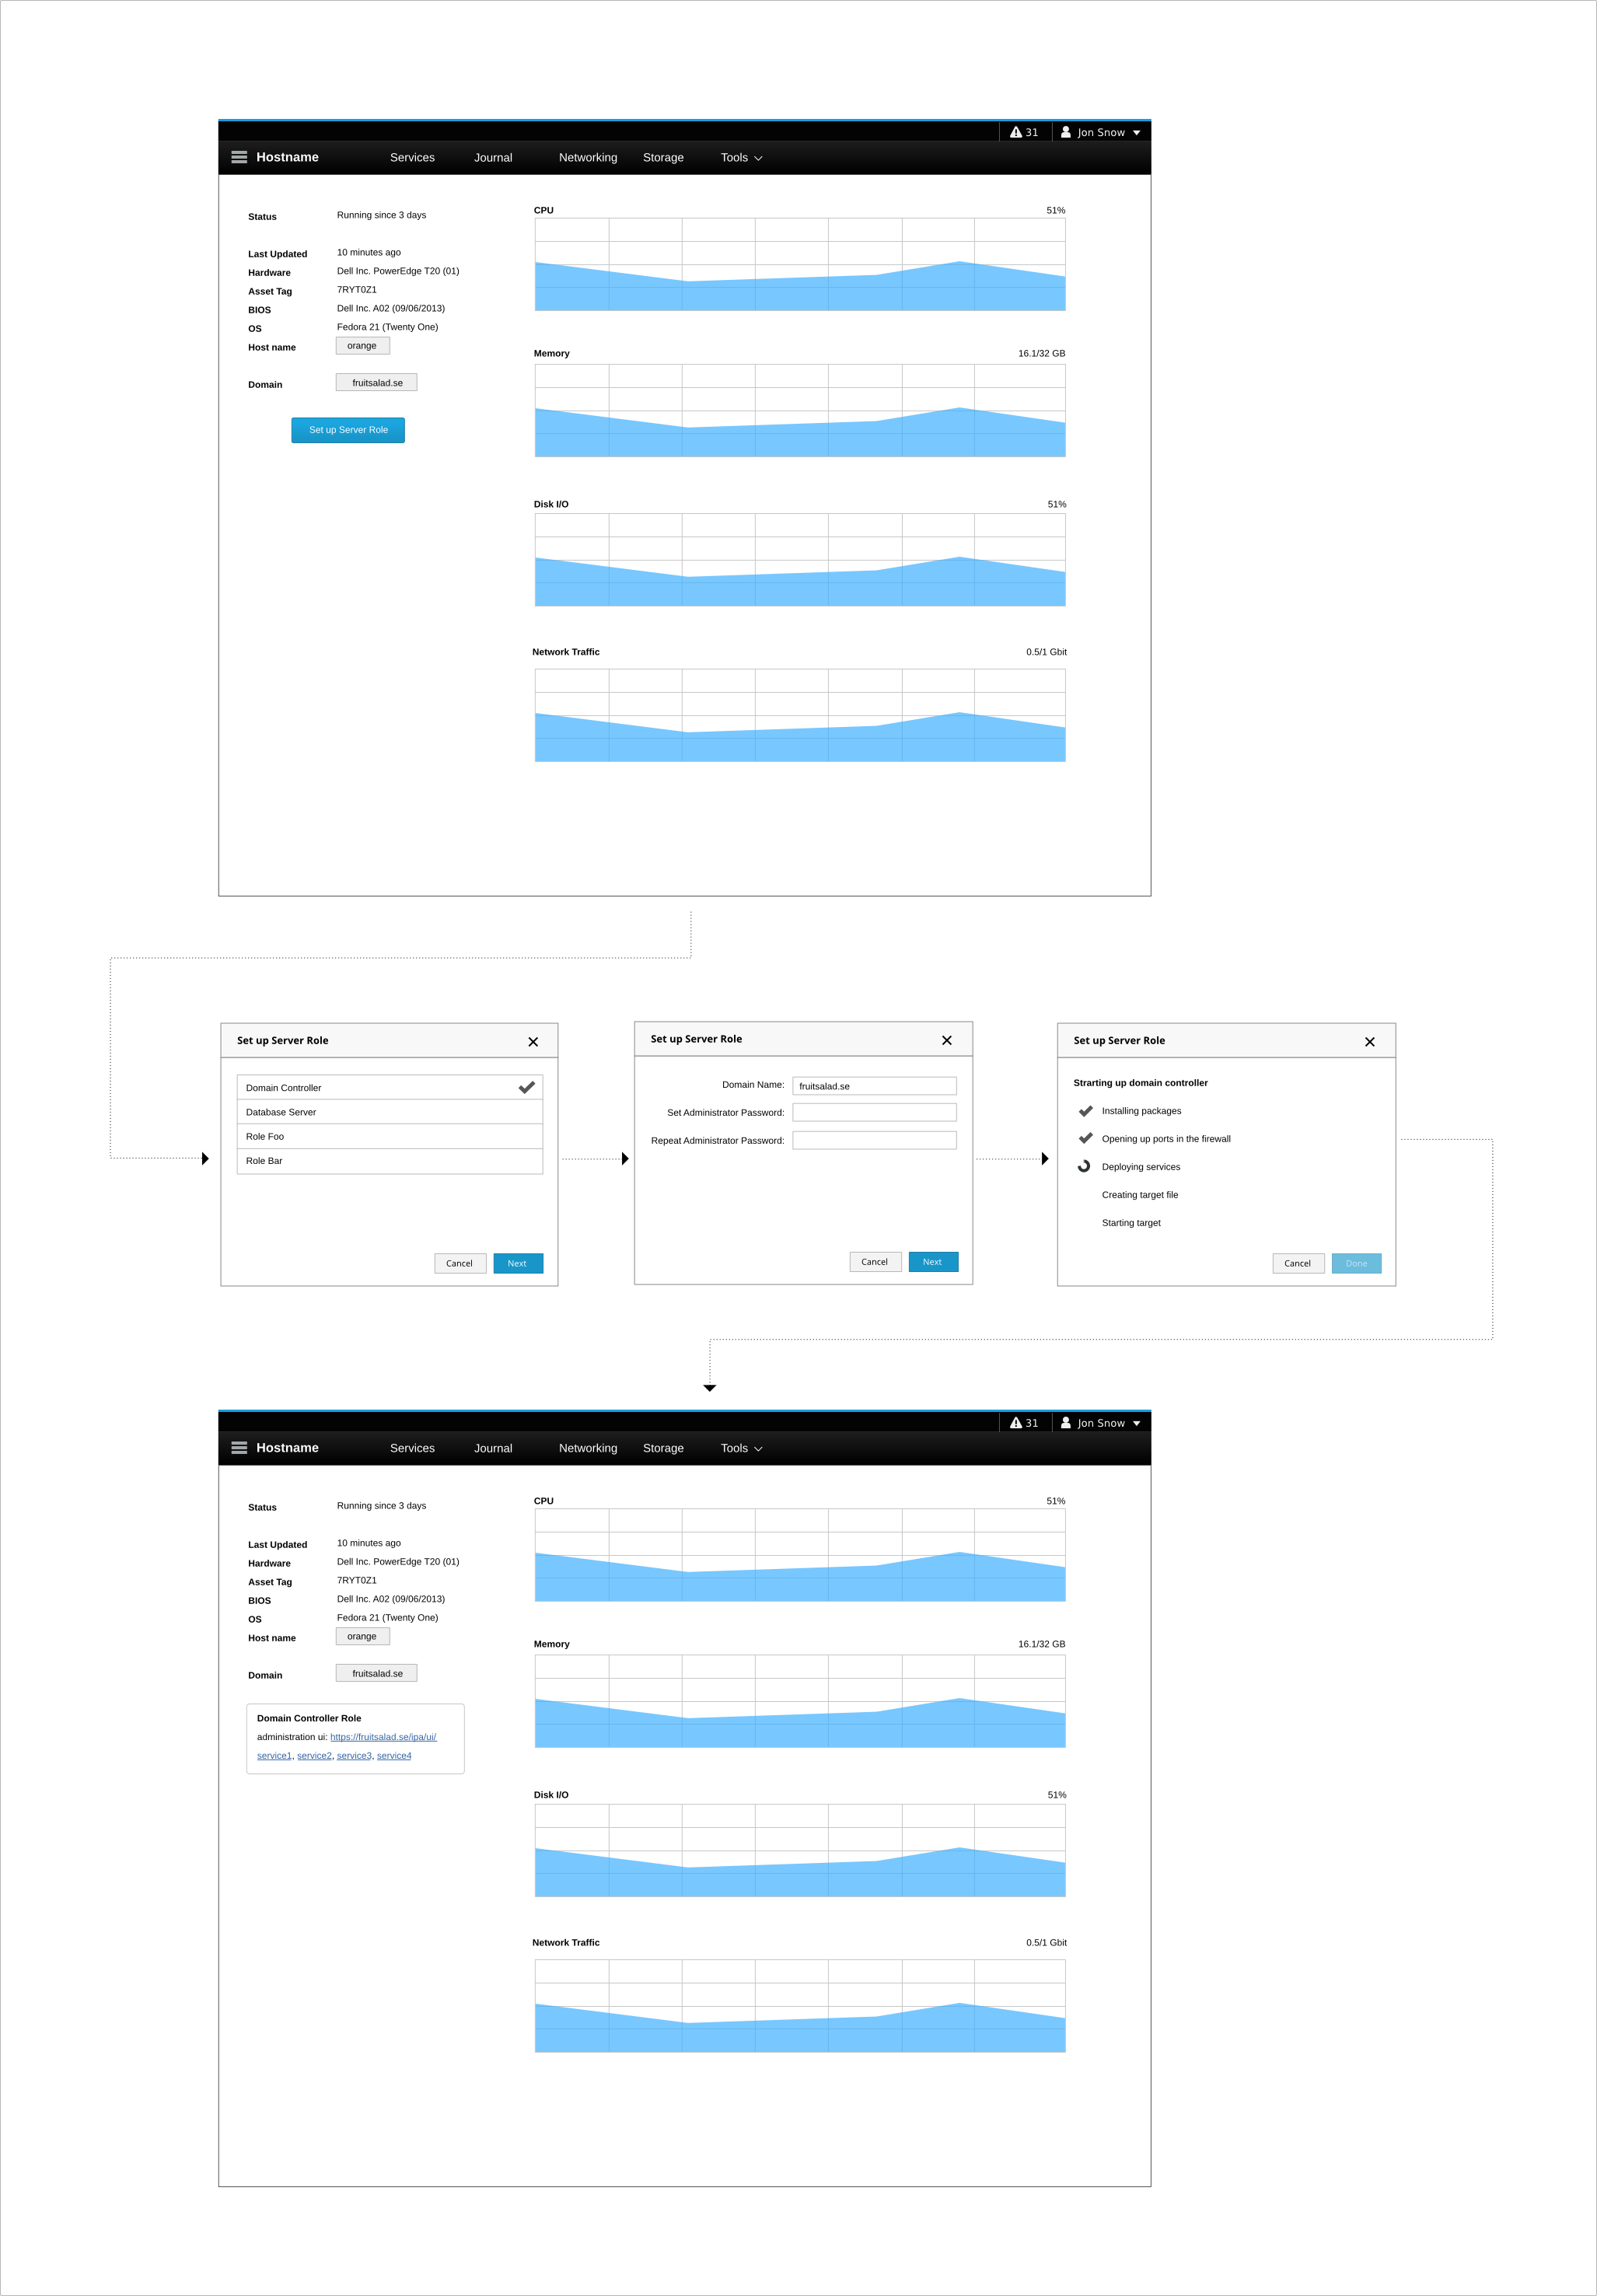 31 Jon Snow
Hostname Services Journal Networking Storage Tools
Status Running since 3 days
Last Updated 10 minutes ago
Hardware Dell Inc. PowerEdge T20 (01)
Asset Tag 7RYT0Z1
BIOS Dell Inc. A02 (09/06/2013)
OS Fedora 21 (Twenty One)
Host name orange
Domain fruitsalad.se
Set up Server Role
CPU 51%
Memory 16.1/32 GB
Disk I/O 51%
Network Traffic 0.5/1 Gbit
Set up Server Role
Domain Controller
Database Server
Role Foo
Role Bar
Cancel Next
Set up Server Role
Domain Name: fruitsalad.se
Set Administrator Password:
Repeat Administrator Password:
Cancel Next
Set up Server Role
Strarting up domain controller
Installing packages
Opening up ports in the firewall
Deploying services
Creating target file
Starting target
Cancel Done
31 Jon Snow
Hostname Services Journal Networking Storage Tools
Status Running since 3 days
Last Updated 10 minutes ago
Hardware Dell Inc. PowerEdge T20 (01)
Asset Tag 7RYT0Z1
BIOS Dell Inc. A02 (09/06/2013)
OS Fedora 21 (Twenty One)
Host name orange
Domain fruitsalad.se
Domain Controller Role
administration ui: https://fruitsalad.se/ipa/ui/
service1, service2, service3, service4
CPU 51%
Memory 16.1/32 GB
Disk I/O 51%
Network Traffic 0.5/1 Gbit